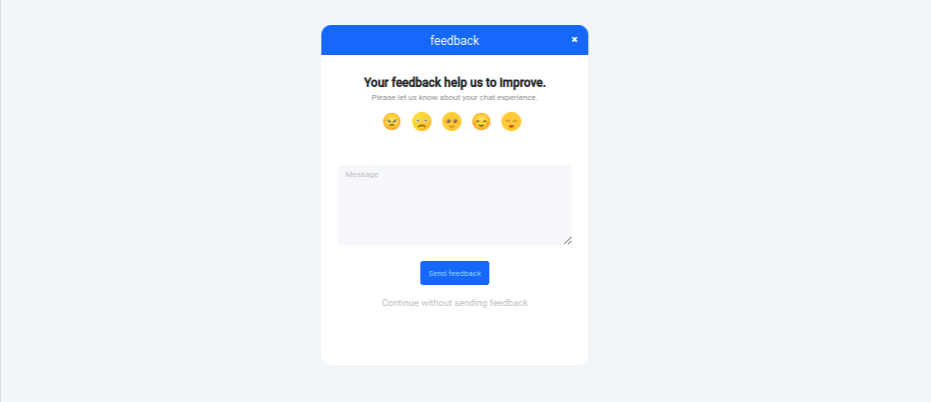 feedback
Your feedback help us to Improve.
Please let us know about your chat experience.
Message
Send feedback
Continue without sending feedback